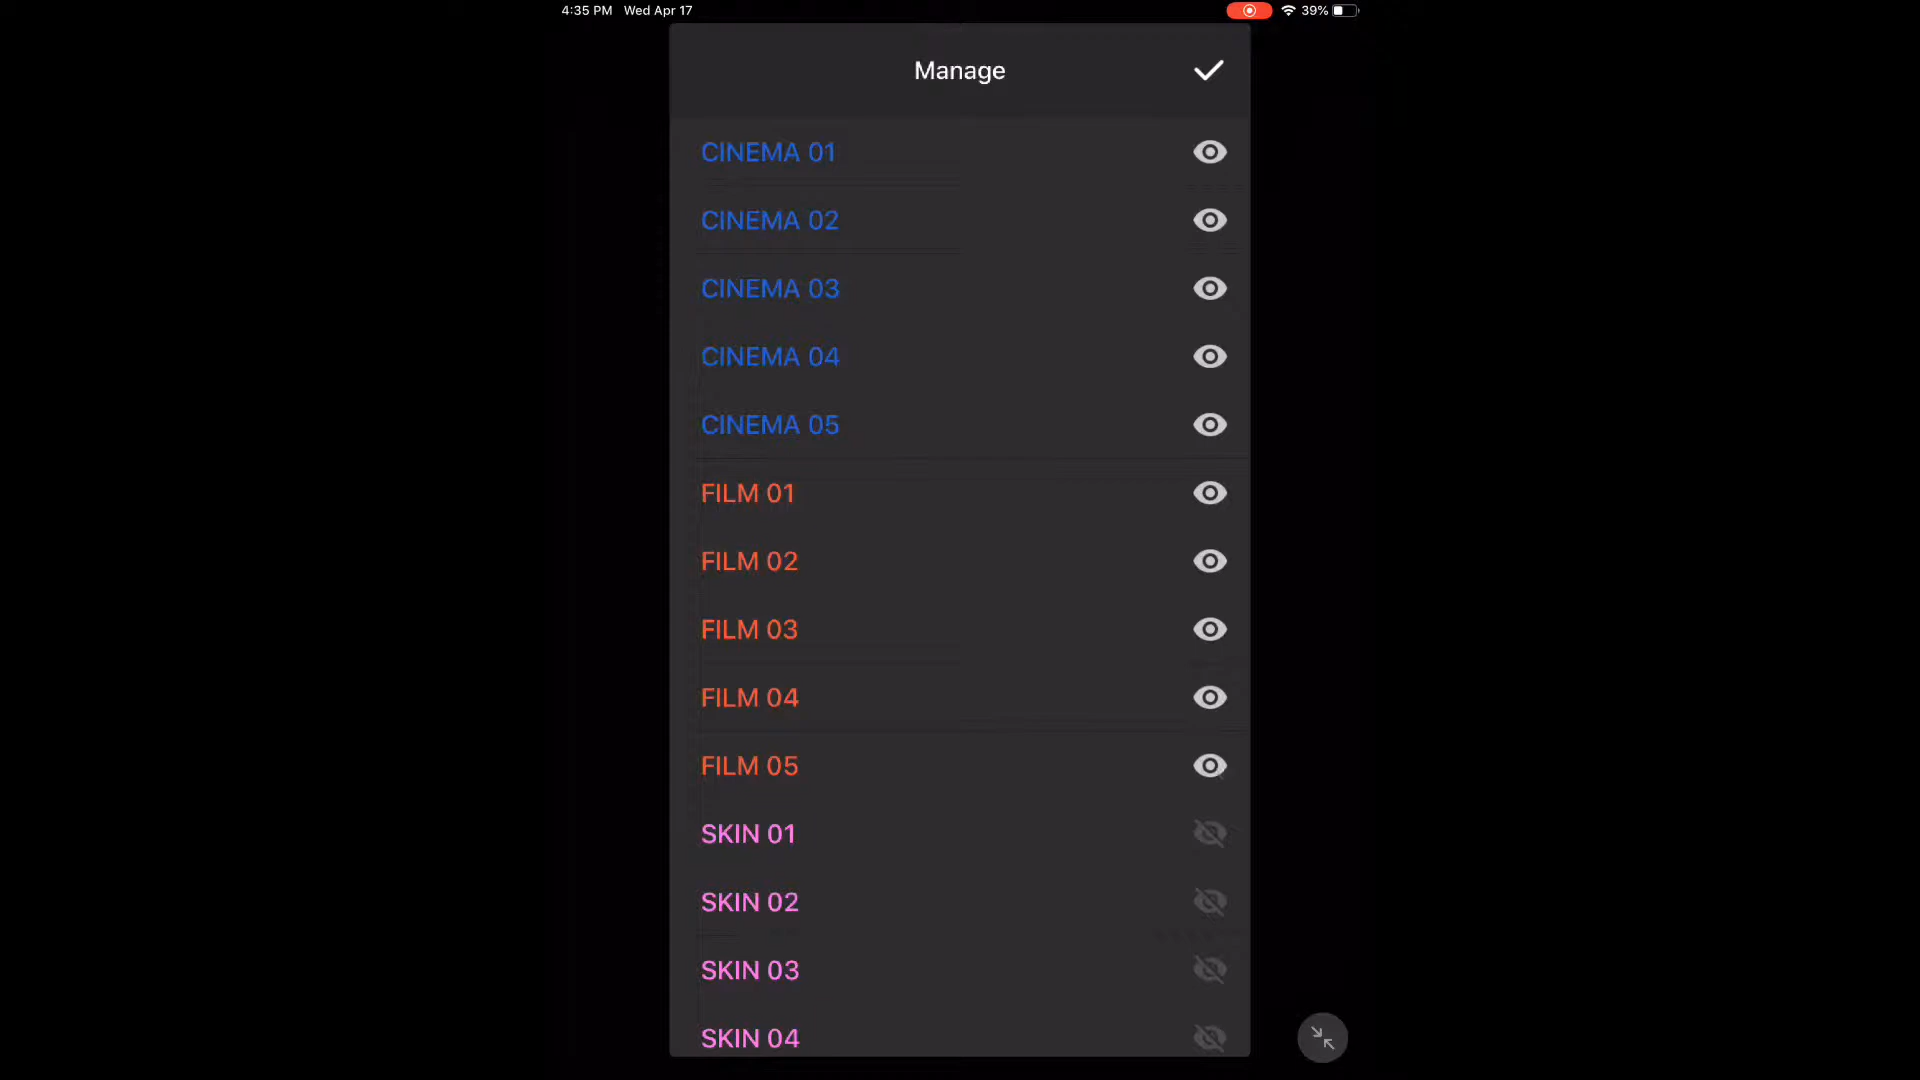 4:35 PM Wed Apr 17
39%
Manage
CINEMA 01
CINEMA 02
CINEMA 03
CINEMA 04
CINEMA 05
FILM 01
FILM 02
FILM 03
FILM 04
FILM 05
SKIN 01
SKIN 02
SKIN 03
SKIN 04